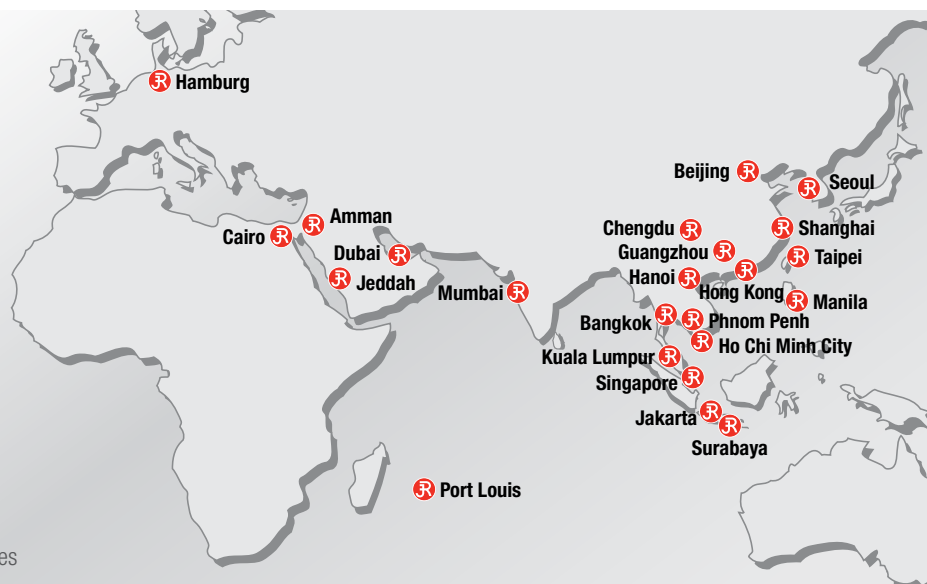 Hamburg
Beijing
Seoul
Amman
Cairo
Chengdu
Shanghai
Dubai
Guangzhou
Taipei
Jeddah
Hanoi
Mumbai
Hong Kong
Manila
Bangkok
Phnom Penh
Ho Chi Minh City
Kuala Lumpur
Singapore
Jakarta
Surabaya
Port Louis
es